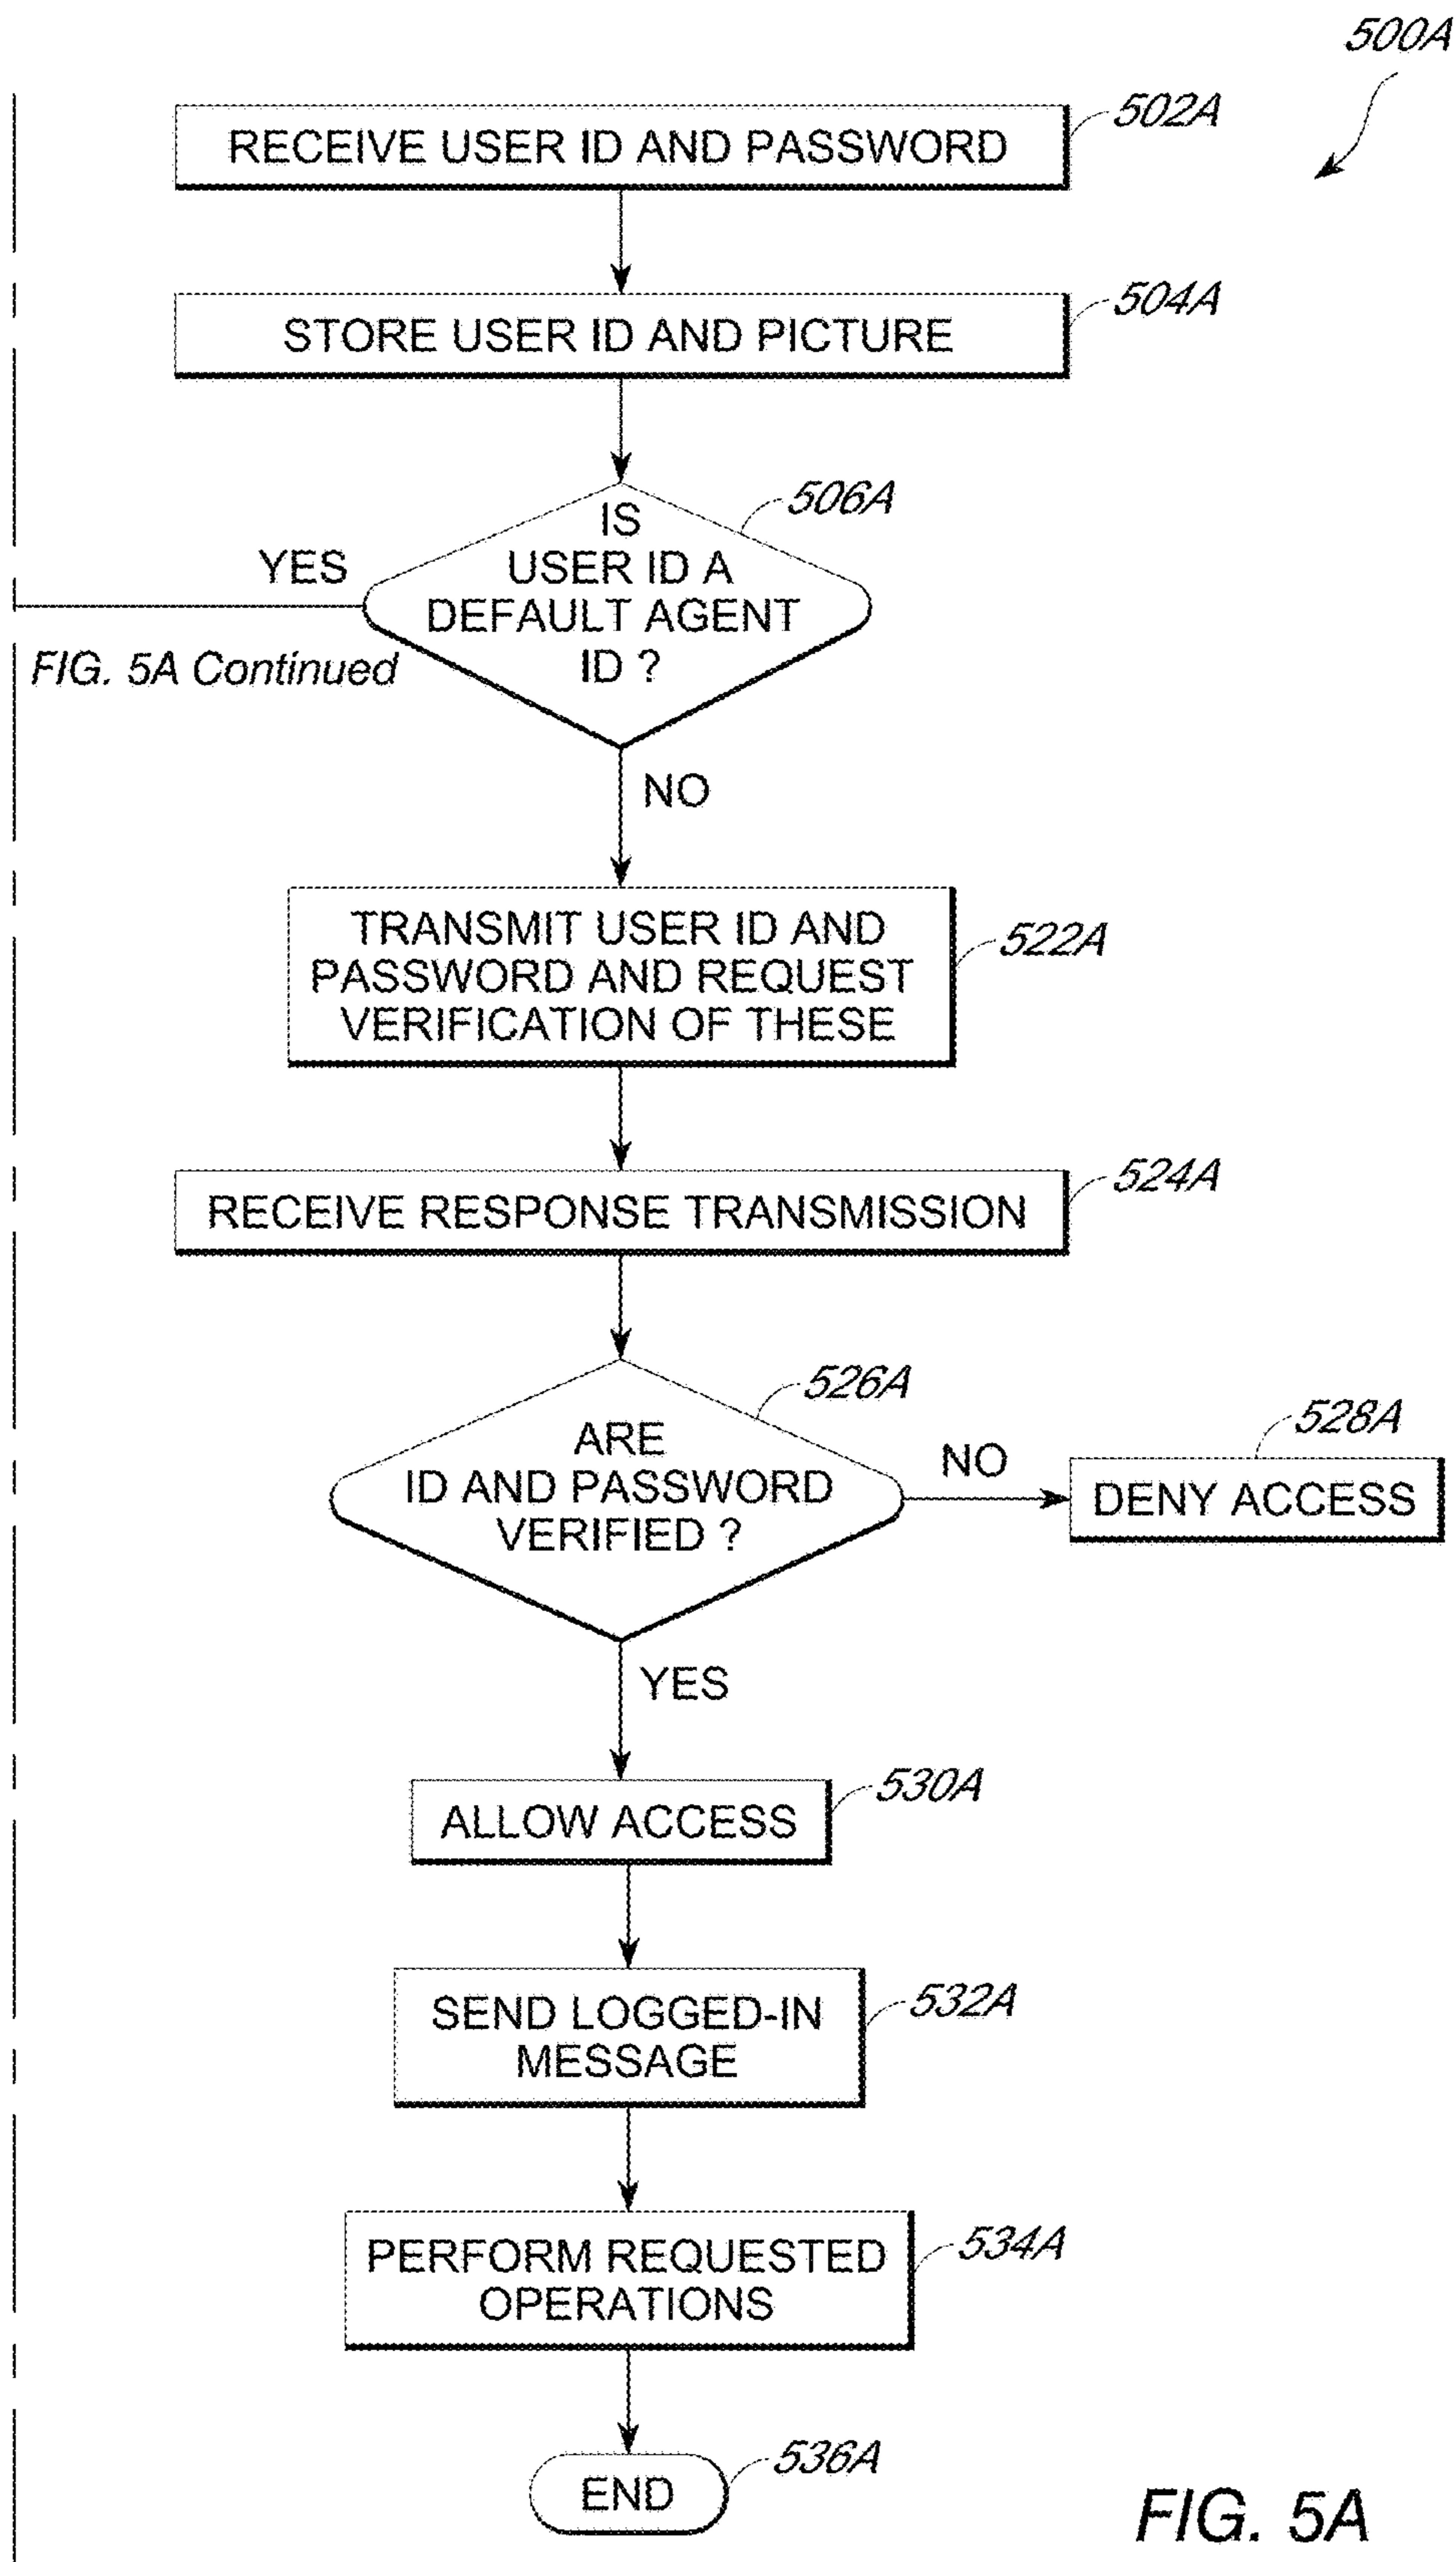 500A
RECEIVE USER ID AND PASSWORD
502A
STORE USER ID AND PICTURE
504A
IS
USER ID A
DEFAULT AGENT
ID ?
506A
YES
FIG. 5A Continued
NO
TRANSMIT USER ID AND
PASSWORD AND REQUEST
VERIFICATION OF THESE
522A
RECEIVE RESPONSE TRANSMISSION
524A
ARE
ID AND PASSWORD
VERIFIED ?
526A
NO
DENY ACCESS
528A
YES
ALLOW ACCESS
530A
SEND LOGGED-IN
MESSAGE
532A
PERFORM REQUESTED
OPERATIONS
534A
END
536A
FIG. 5A